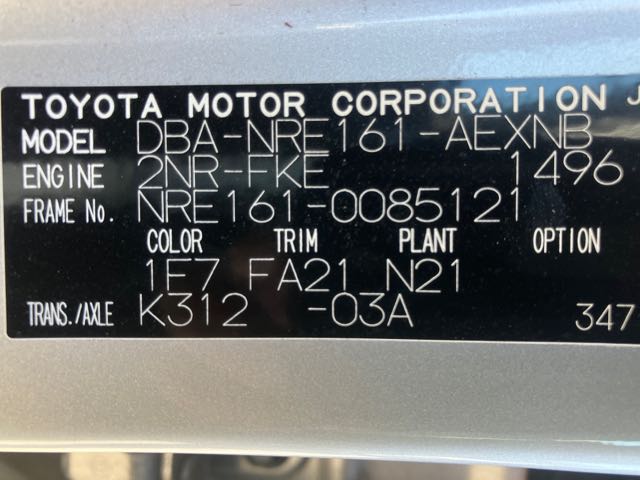 TOYOTA MOTOR CORPORATION J
MODEL DBA-NRE161-AEXNB
ENGINE 2NR-FKE 1496
FRAME No. NRE161-0085121
COLOR TRIM PLANT OPTION
1F7 FA21 N21
TRANS./AXLE K312 -03A 347